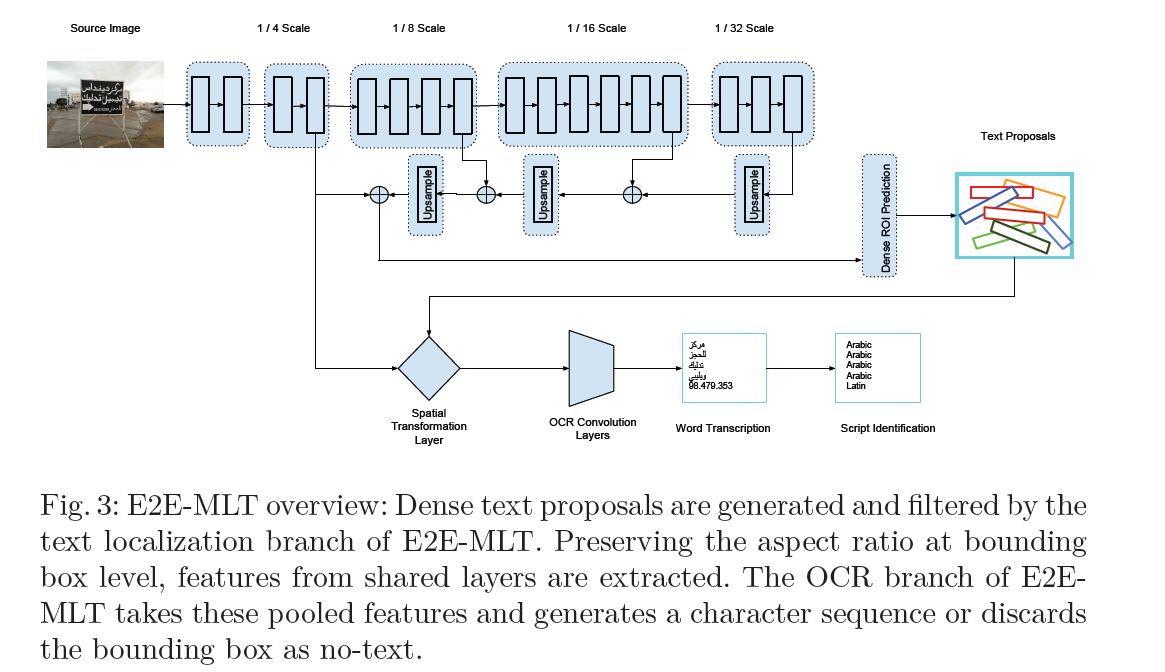 Source Image
1 / 4 Scale
1 / 8 Scale
1 / 16 Scale
1 / 32 Scale
Text Proposals
Upsample
Upsample
Upsample
Dense ROI Prediction
مركز
للحجز
تدليك
وبليبي
98.479.353
Arabic
Arabic
Arabic
Arabic
Latin
Spatial
Transformation
Layer
OCR Convolution
Layers
Word Transcription
Script Identification
Fig. 3: E2E-MLT overview: Dense text proposals are generated and filtered by the
text localization branch of E2E-MLT. Preserving the aspect ratio at bounding
box level, features from shared layers are extracted. The OCR branch of E2E-
MLT takes these pooled features and generates a character sequence or discards
the bounding box as no-text.